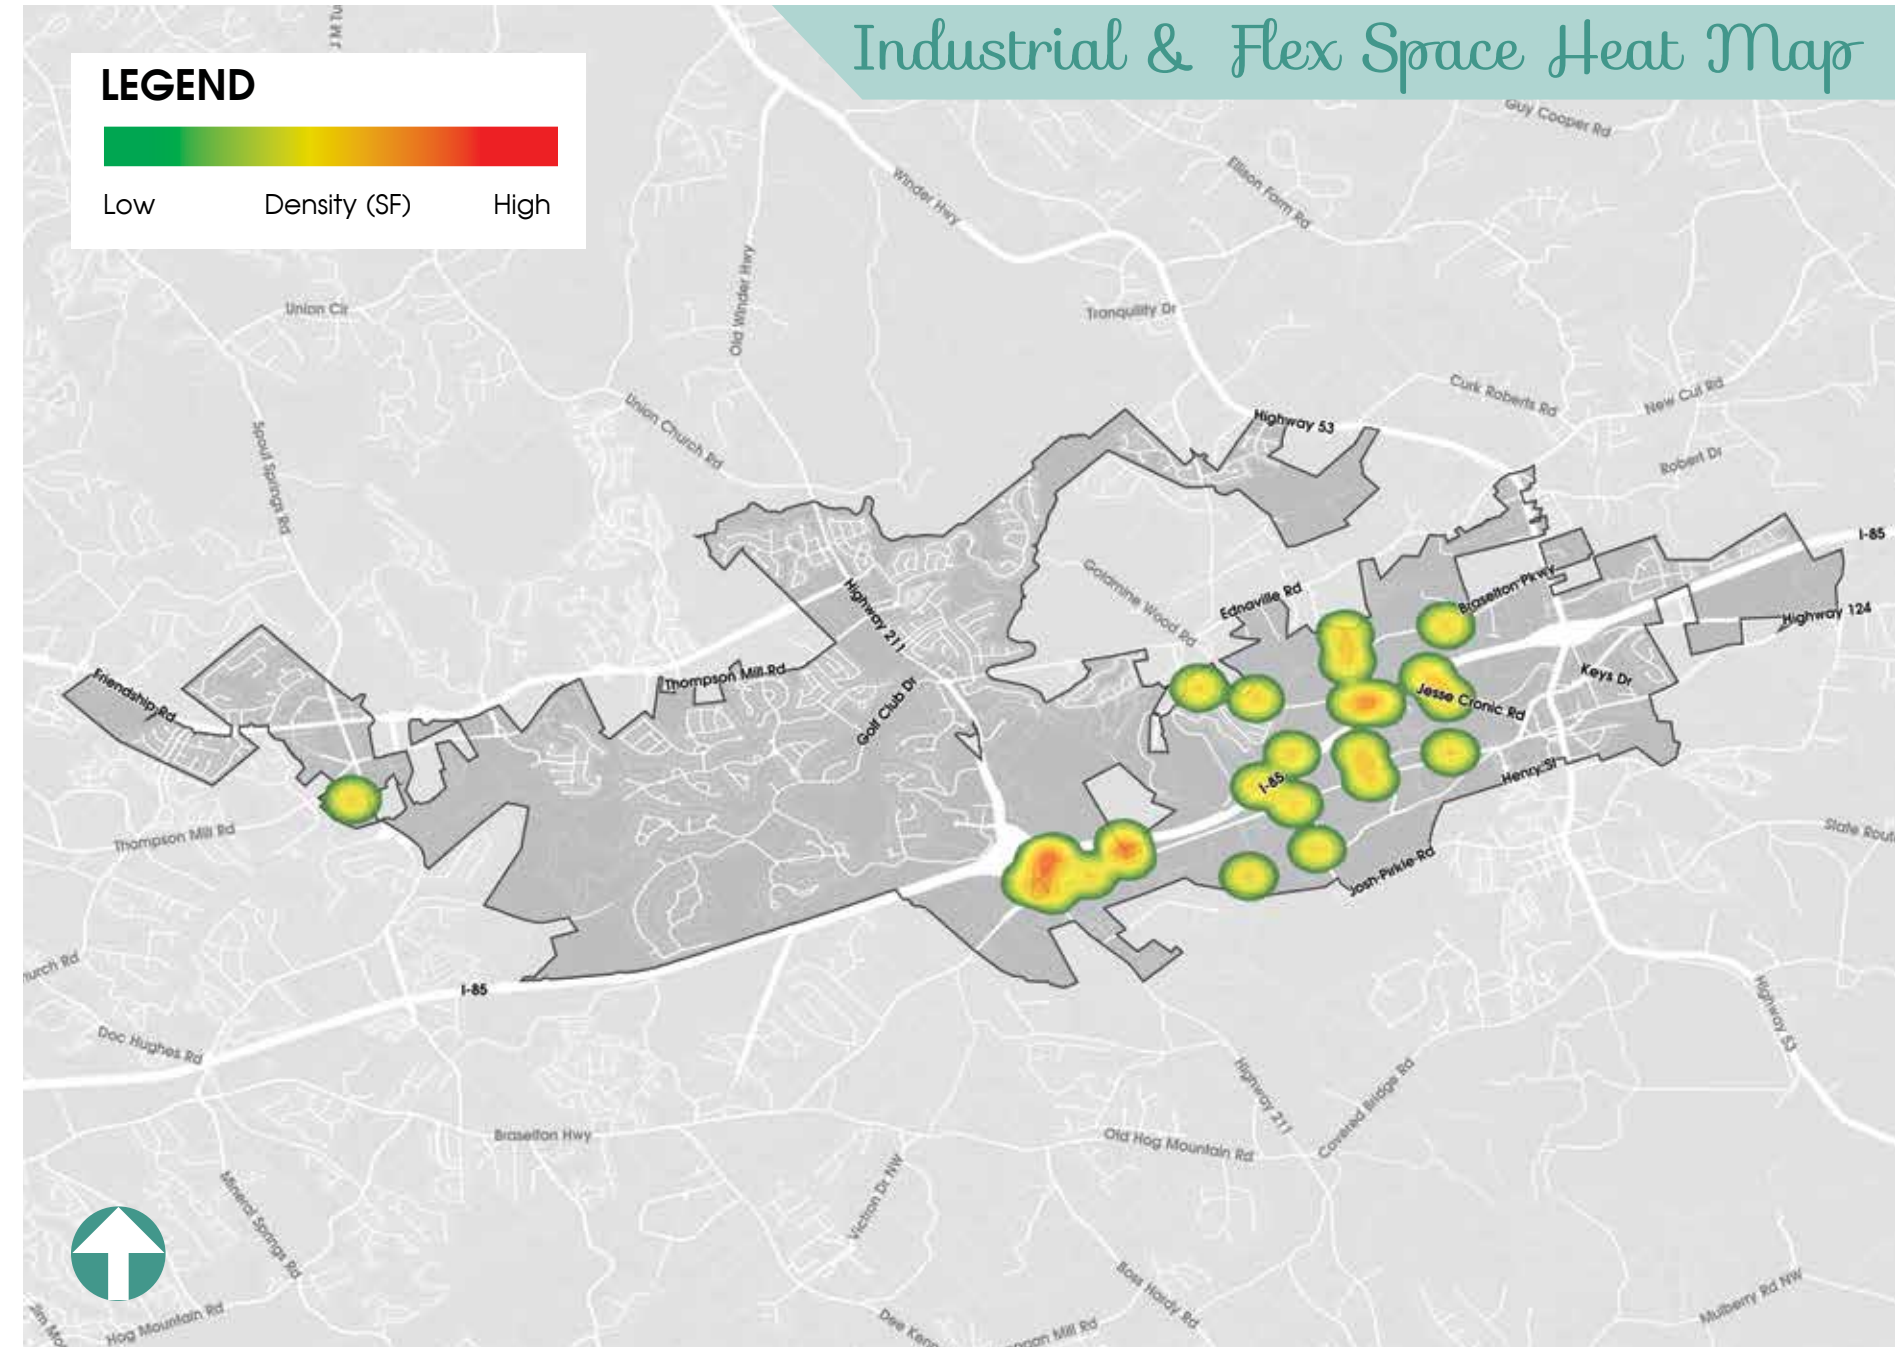 Industrial & Flex Space Heat Map
LEGEND
Low Density (SF) High
Guy Cooper Rd
Ellison Farm Rd
Winder Hwy
Old Winder Hwy
Union Cir
Tranquility Dr
Curk Roberts Rd
New Cut Rd
Union Church Rd
Highway 53
Robert Dr
Spout Springs Rd
I-85
Goldmine Wood Rd
Ednaville Rd
Braselton Pkwy
Highway 211
Highway 124
Friendship Rd
Thompson Mill Rd
Keys Dr
Golf Club Dr
Jesse Cronic Rd
I-85
Henry St
Thompson Mill Rd
Josh Pirkle Rd
I-85
Doc Hughes Rd
Highway 53
Highway 211
Covered Bridge Rd
Braselton Hwy
Old Hog Mountain Rd
Victron Dr NW
Mineral Springs Rd
Boss Hardy Rd
Mulberry Rd NW
Hog Mountain Rd
Mill Rd